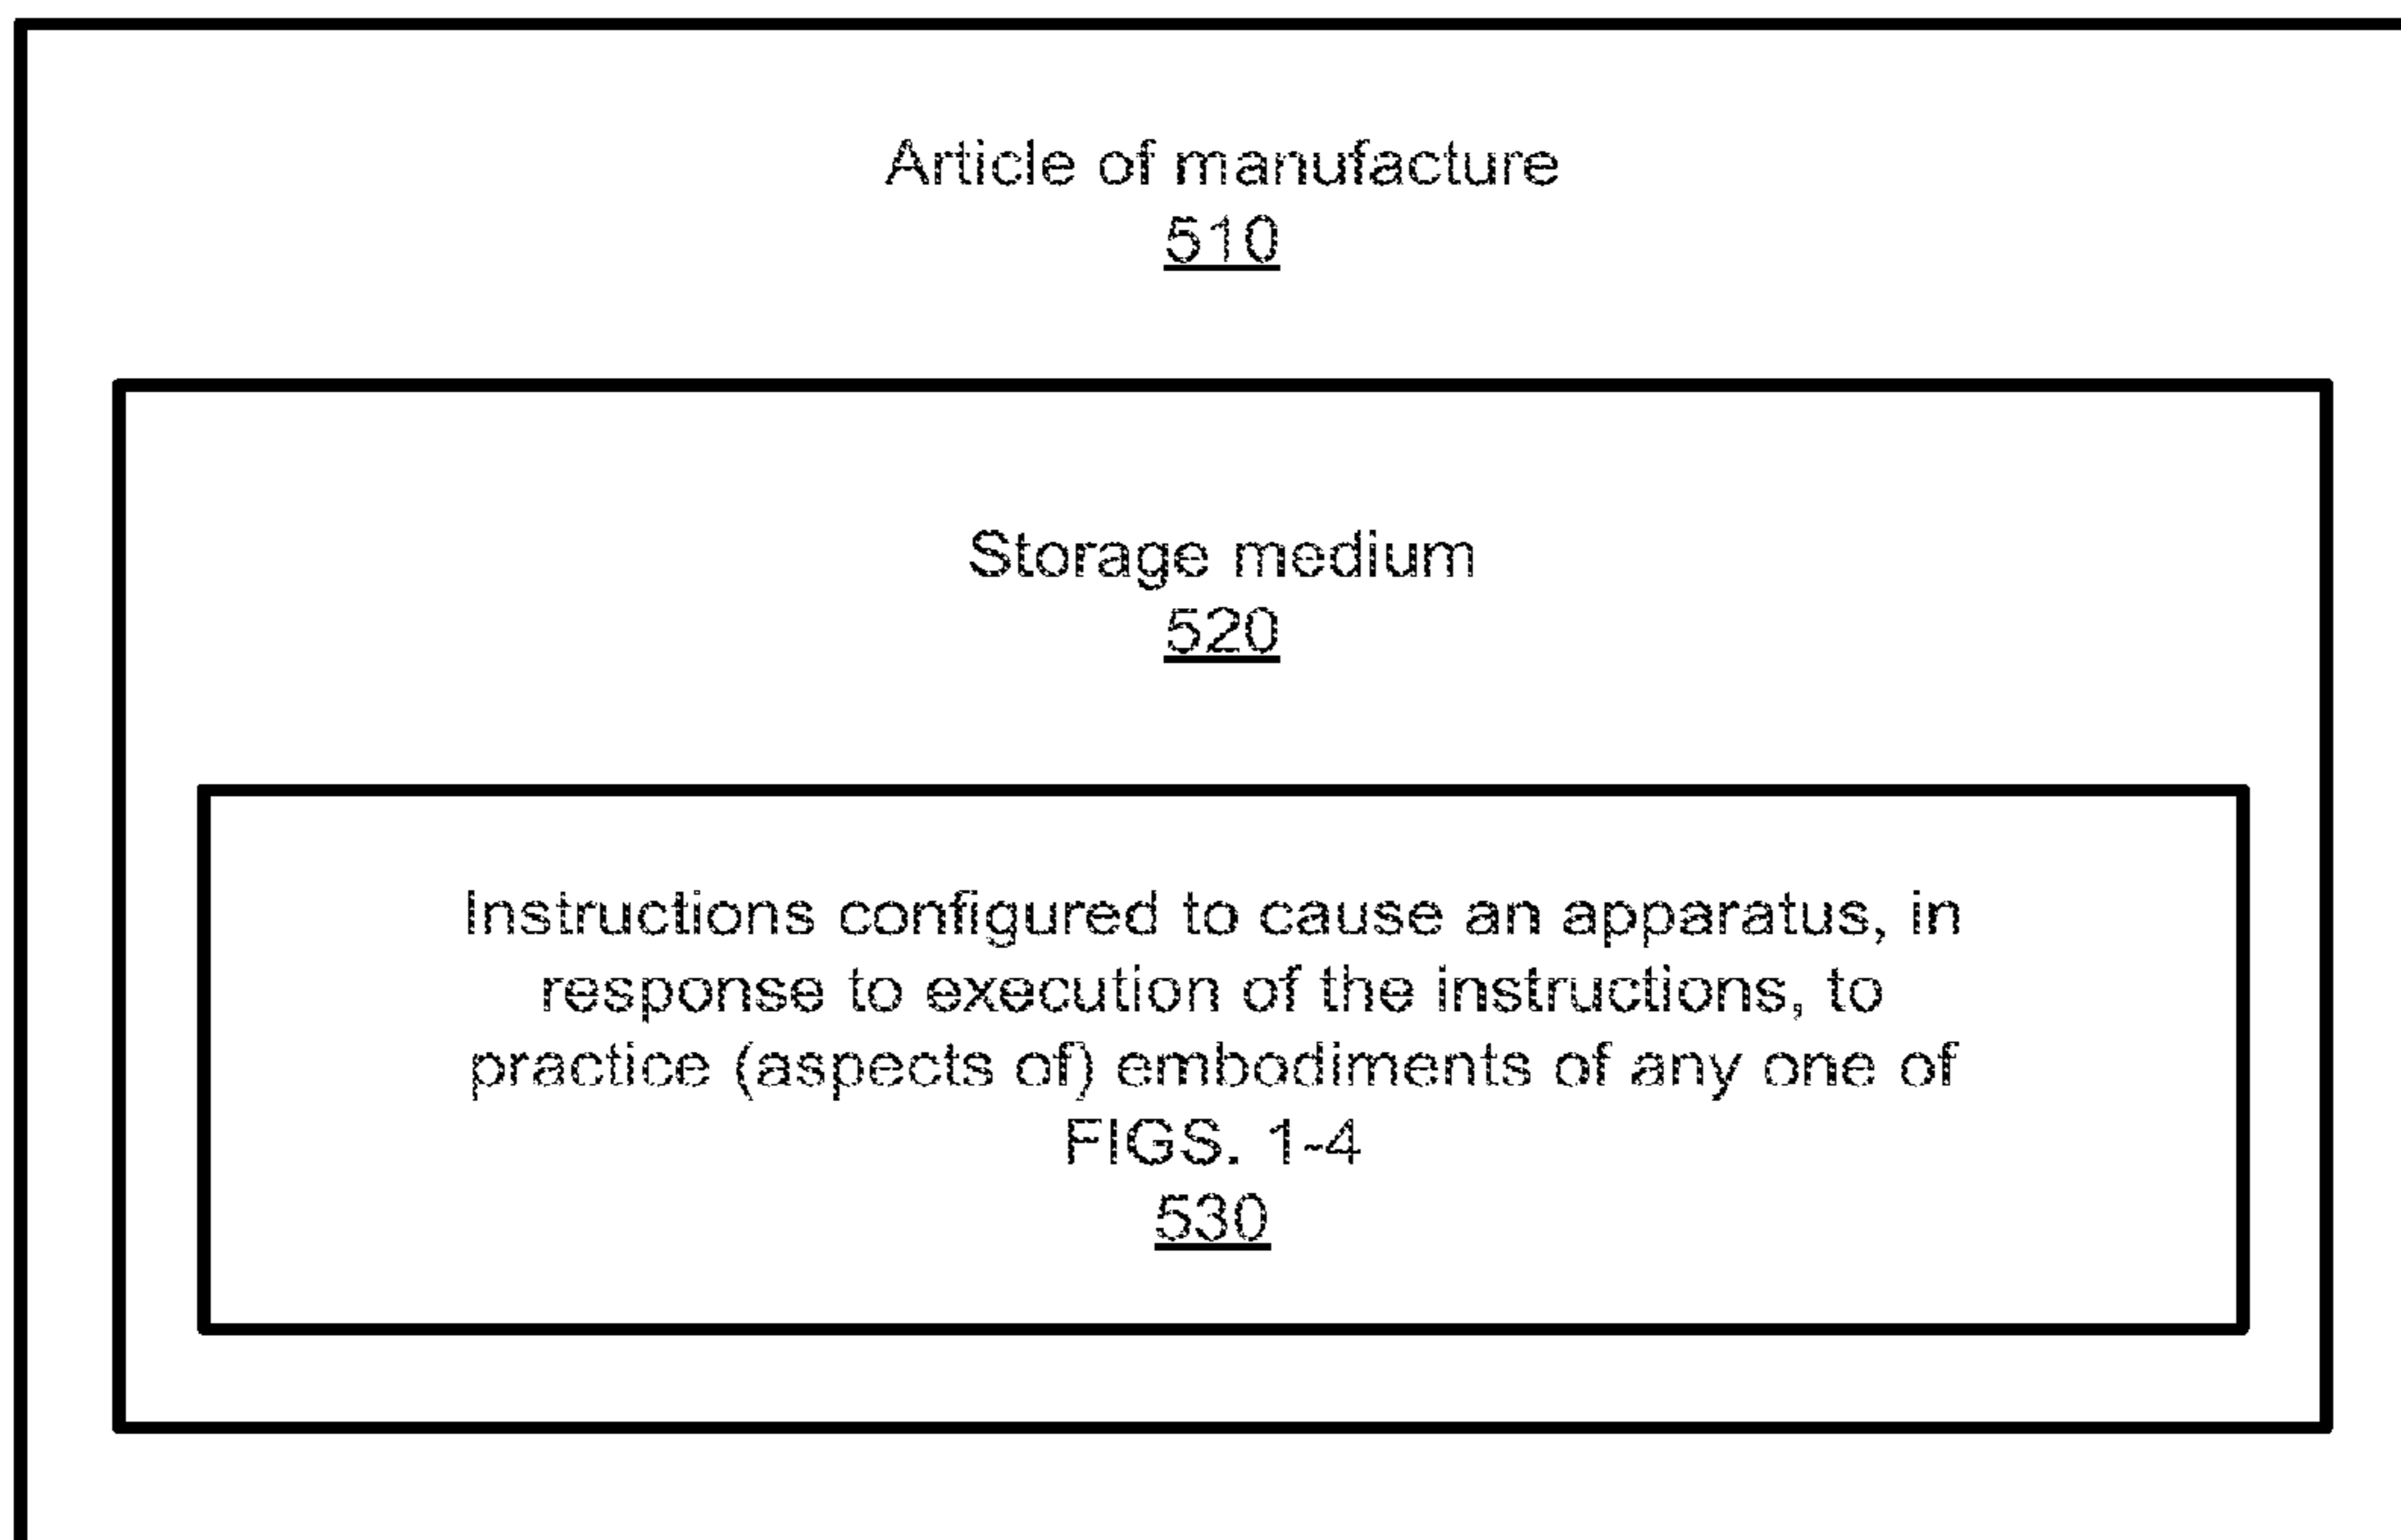 Article of manufacture
510
Storage medium
520
Instructions configured to cause an apparatus, in
response to execution of the instructions, to
practice (aspects of) embodiments of any one of
FIGS. 1-4
530